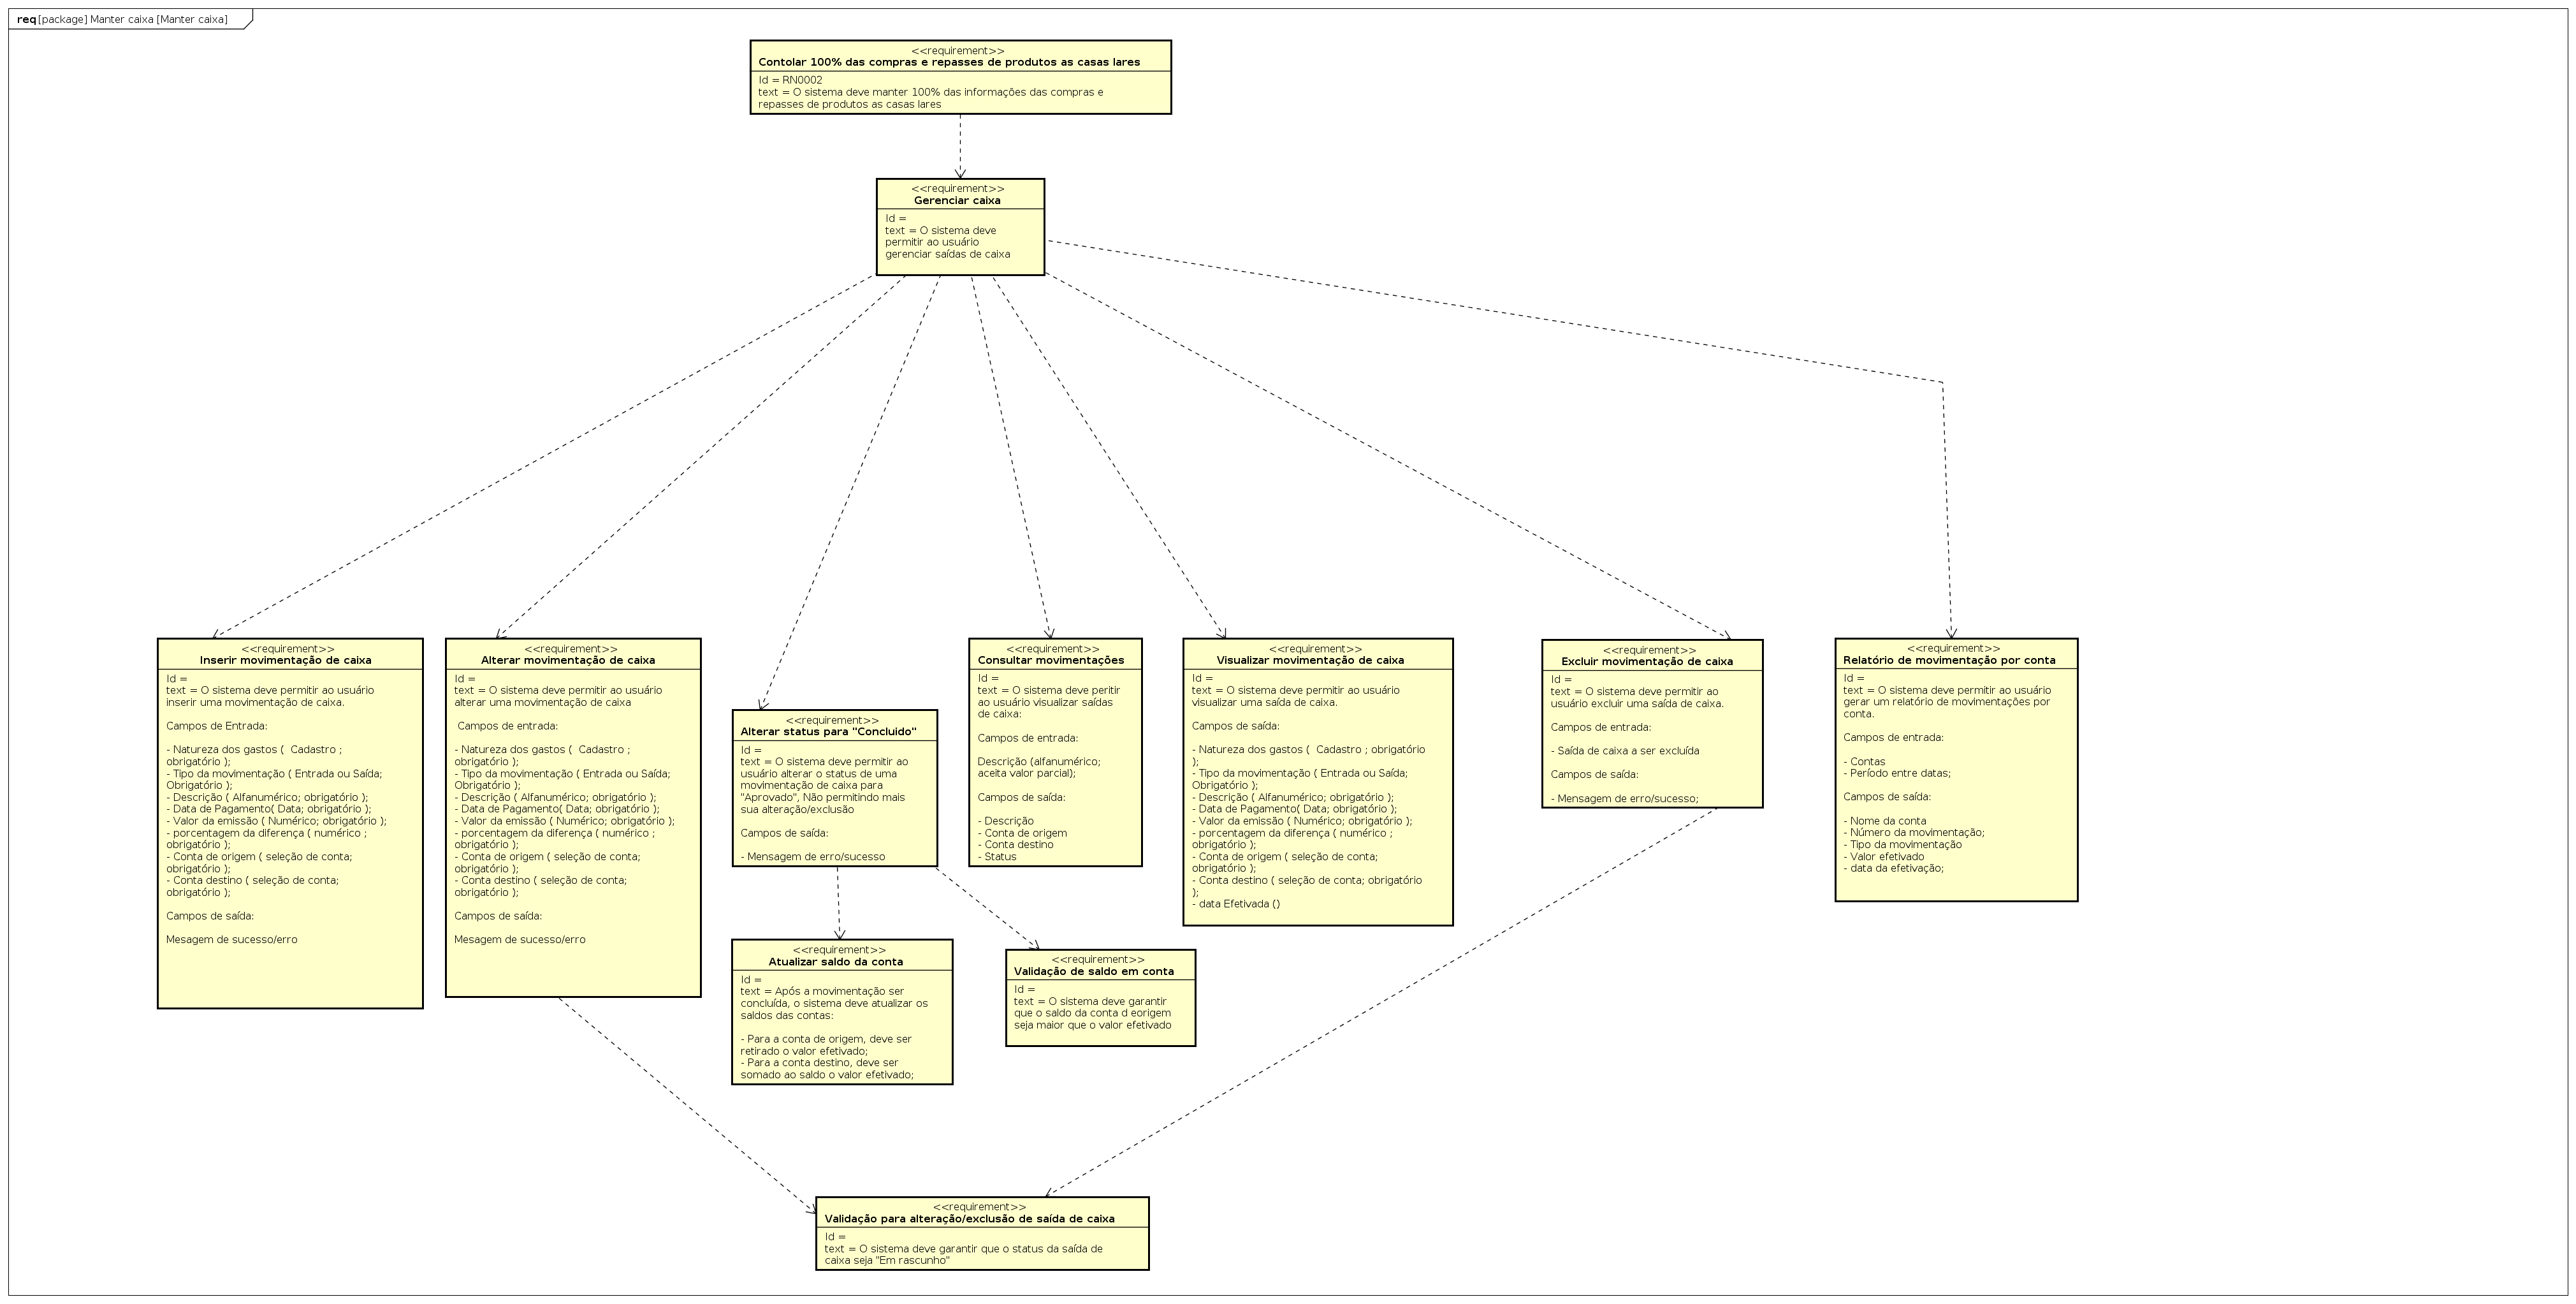 req [package] Manter caixa [Manter caixa]
<<requirement>>
Contolar 100% das compras e repasses de produtos as casas lares
Id = RN0002
text = O sistema deve manter 100% das informações das compras e
repasses de produtos as casas lares
<<requirement>>
Gerenciar caixa
Id =
text = O sistema deve
permitir ao usuário
gerenciar saídas de caixa
<<requirement>>
Inserir movimentação de caixa
Id =
text = O sistema deve permitir ao usuário
inserir uma movimentação de caixa.
Campos de Entrada:
- Natureza dos gastos (  Cadastro ;
obrigatório );
- Tipo da movimentação ( Entrada ou Saída;
Obrigatório );
- Descrição ( Alfanumérico; obrigatório );
- Data de Pagamento( Data; obrigatório );
- Valor da emissão ( Numérico; obrigatório );
- porcentagem da diferença ( numérico ;
obrigatório );
- Conta de origem ( seleção de conta;
obrigatório );
- Conta destino ( seleção de conta;
obrigatório );
Campos de saída:
Mesagem de sucesso/erro
<<requirement>>
Alterar movimentação de caixa
Id =
text = O sistema deve permitir ao usuário
alterar uma movimentação de caixa
Campos de entrada:
- Natureza dos gastos (  Cadastro ;
obrigatório );
- Tipo da movimentação ( Entrada ou Saída;
Obrigatório );
- Descrição ( Alfanumérico; obrigatório );
- Data de Pagamento( Data; obrigatório );
- Valor da emissão ( Numérico; obrigatório );
- porcentagem da diferença ( numérico ;
obrigatório );
- Conta de origem ( seleção de conta;
obrigatório );
- Conta destino ( seleção de conta;
obrigatório );
Campos de saída:
Mesagem de sucesso/erro
<<requirement>>
Alterar status para "Concluido"
Id =
text = O sistema deve permitir ao
usuário alterar o status de uma
movimentação de caixa para
"Aprovado", Não permitindo mais
sua alteração/exclusão
Campos de saída:
- Mensagem de erro/sucesso
<<requirement>>
Consultar movimentações
Id =
text = O sistema deve peritir
ao usuário visualizar saídas
de caixa:
Campos de entrada:
Descrição (alfanumérico;
aceita valor parcial);
Campos de saída:
- Descrição
- Conta de origem
- Conta destino
- Status
<<requirement>>
Visualizar movimentação de caixa
Id =
text = O sistema deve permitir ao usuário
visualizar uma saída de caixa.
Campos de saída:
- Natureza dos gastos (  Cadastro ; obrigatório
);
- Tipo da movimentação ( Entrada ou Saída;
Obrigatório );
- Descrição ( Alfanumérico; obrigatório );
- Data de Pagamento( Data; obrigatório );
- Valor da emissão ( Numérico; obrigatório );
- porcentagem da diferença ( numérico ;
obrigatório );
- Conta de origem ( seleção de conta;
obrigatório );
- Conta destino ( seleção de conta; obrigatório
);
- data Efetivada ()
<<requirement>>
Excluir movimentação de caixa
Id =
text = O sistema deve permitir ao
usuário excluir uma saída de caixa.
Campos de entrada:
- Saída de caixa a ser excluída
Campos de saída:
- Mensagem de erro/sucesso;
<<requirement>>
Relatório de movimentação por conta
Id =
text = O sistema deve permitir ao usuário
gerar um relatório de movimentações por
conta.
Campos de entrada:
- Contas
- Período entre datas;
Campos de saída:
- Nome da conta
- Número da movimentação;
- Tipo da movimentação
- Valor efetivado
- data da efetivação;
<<requirement>>
Atualizar saldo da conta
Id =
text = Após a movimentação ser
concluída, o sistema deve atualizar os
saldos das contas:
- Para a conta de origem, deve ser
retirado o valor efetivado;
- Para a conta destino, deve ser
somado ao saldo o valor efetivado;
<<requirement>>
Validação de saldo em conta
Id =
text = O sistema deve garantir
que o saldo da conta d eorigem
seja maior que o valor efetivado
<<requirement>>
Validação para alteração/exclusão de saída de caixa
Id =
text = O sistema deve garantir que o status da saída de
caixa seja "Em rascunho"